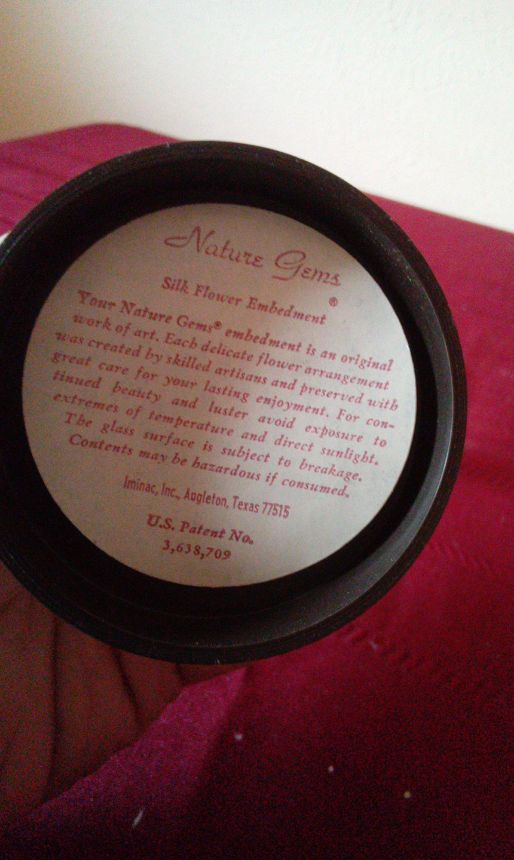 Nature Gems
®
Silk Flower Embedment
Your Nature Gems® embedment is an original
work of art. Each delicate flower arrangement
was created by skilled artisans and preserved with
great care for your lasting enjoyment. For con-
tinued beauty and luster avoid exposure to
extremes of temperature and direct sunlight.
The glass surface is subject to breakage.
Contents may be hazardous if consumed.
Iminac, Inc., Angleton, Texas 77515
U.S. Patent No.
3,638,709